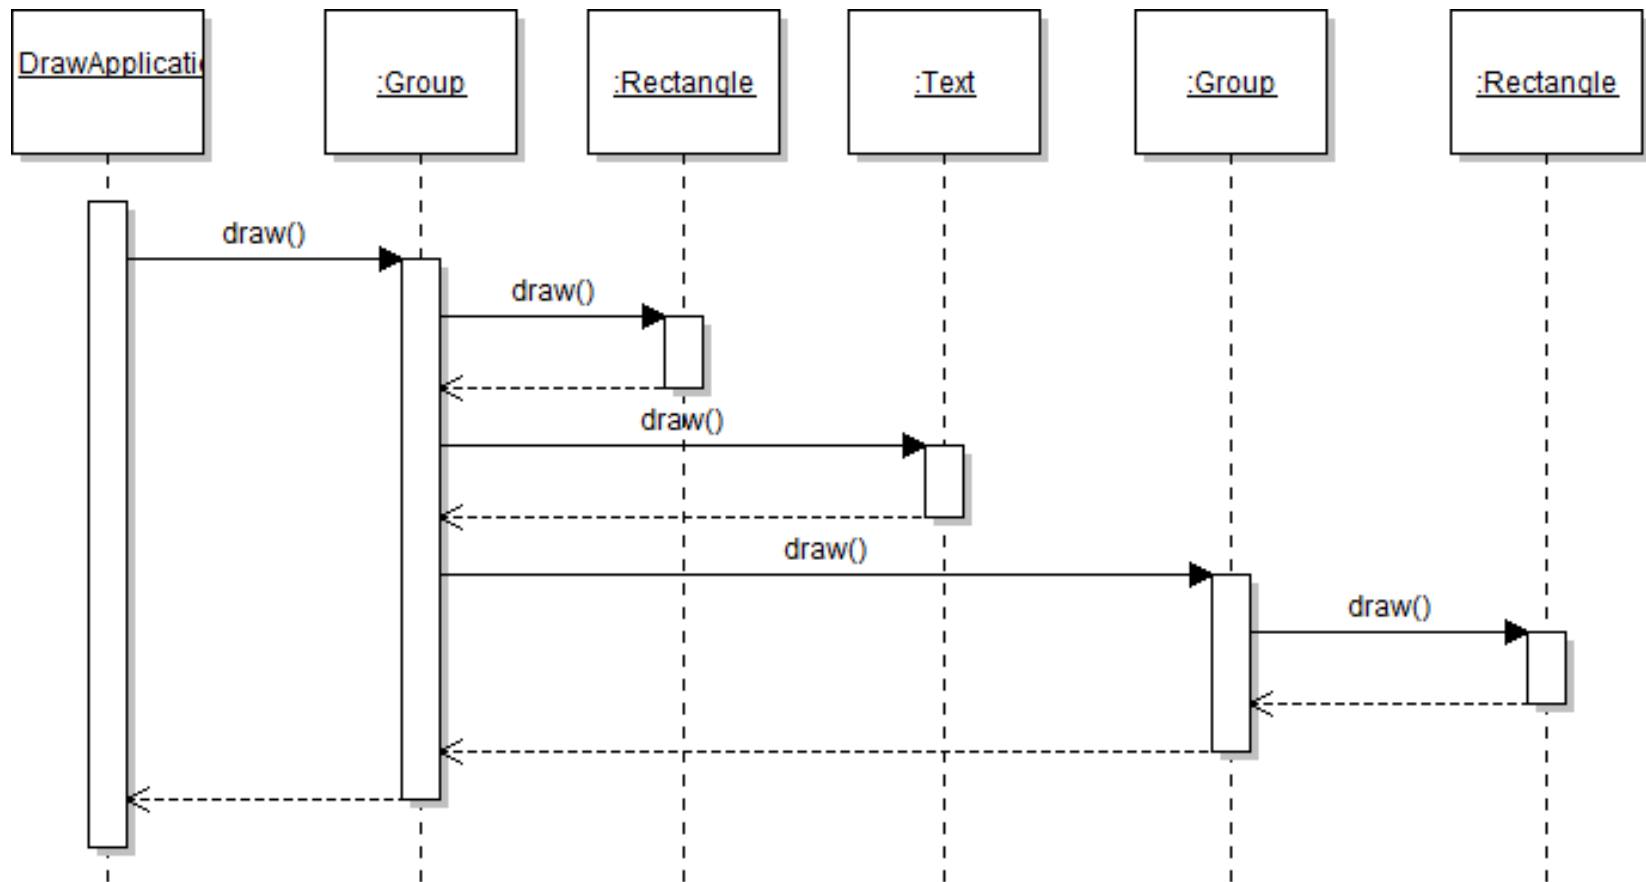 DrawApplicati
:Group
:Rectangle
:Text
:Group
:Rectangle
draw()
draw()
draw()
draw()
draw()